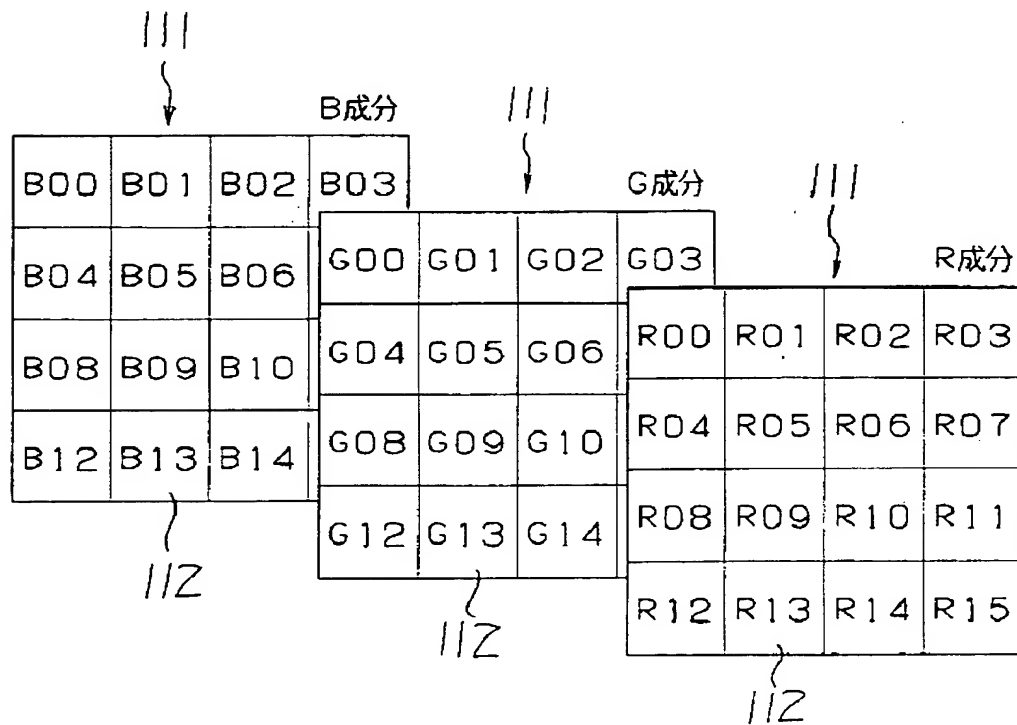 111
B成分
B00 B01 B02 B03
B04 B05 B06
B08 B09 B10
B12 B13 B14
112
111
G成分
G00 G01 G02 G03
G04 G05 G06
G08 G09 G10
G12 G13 G14
112
111
R成分
R00 R01 R02 R03
R04 R05 R06 R07
R08 R09 R10 R11
R12 R13 R14 R15
112